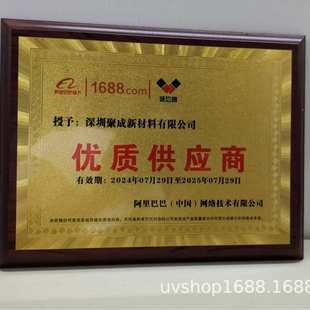 1688.com
授予：深圳聚成新材料有限公司
优质供应商
有效期：2024年07月29日至2025年07月29日
阿里巴巴（中国）网络技术有限公司
uvshop1688.1688.c